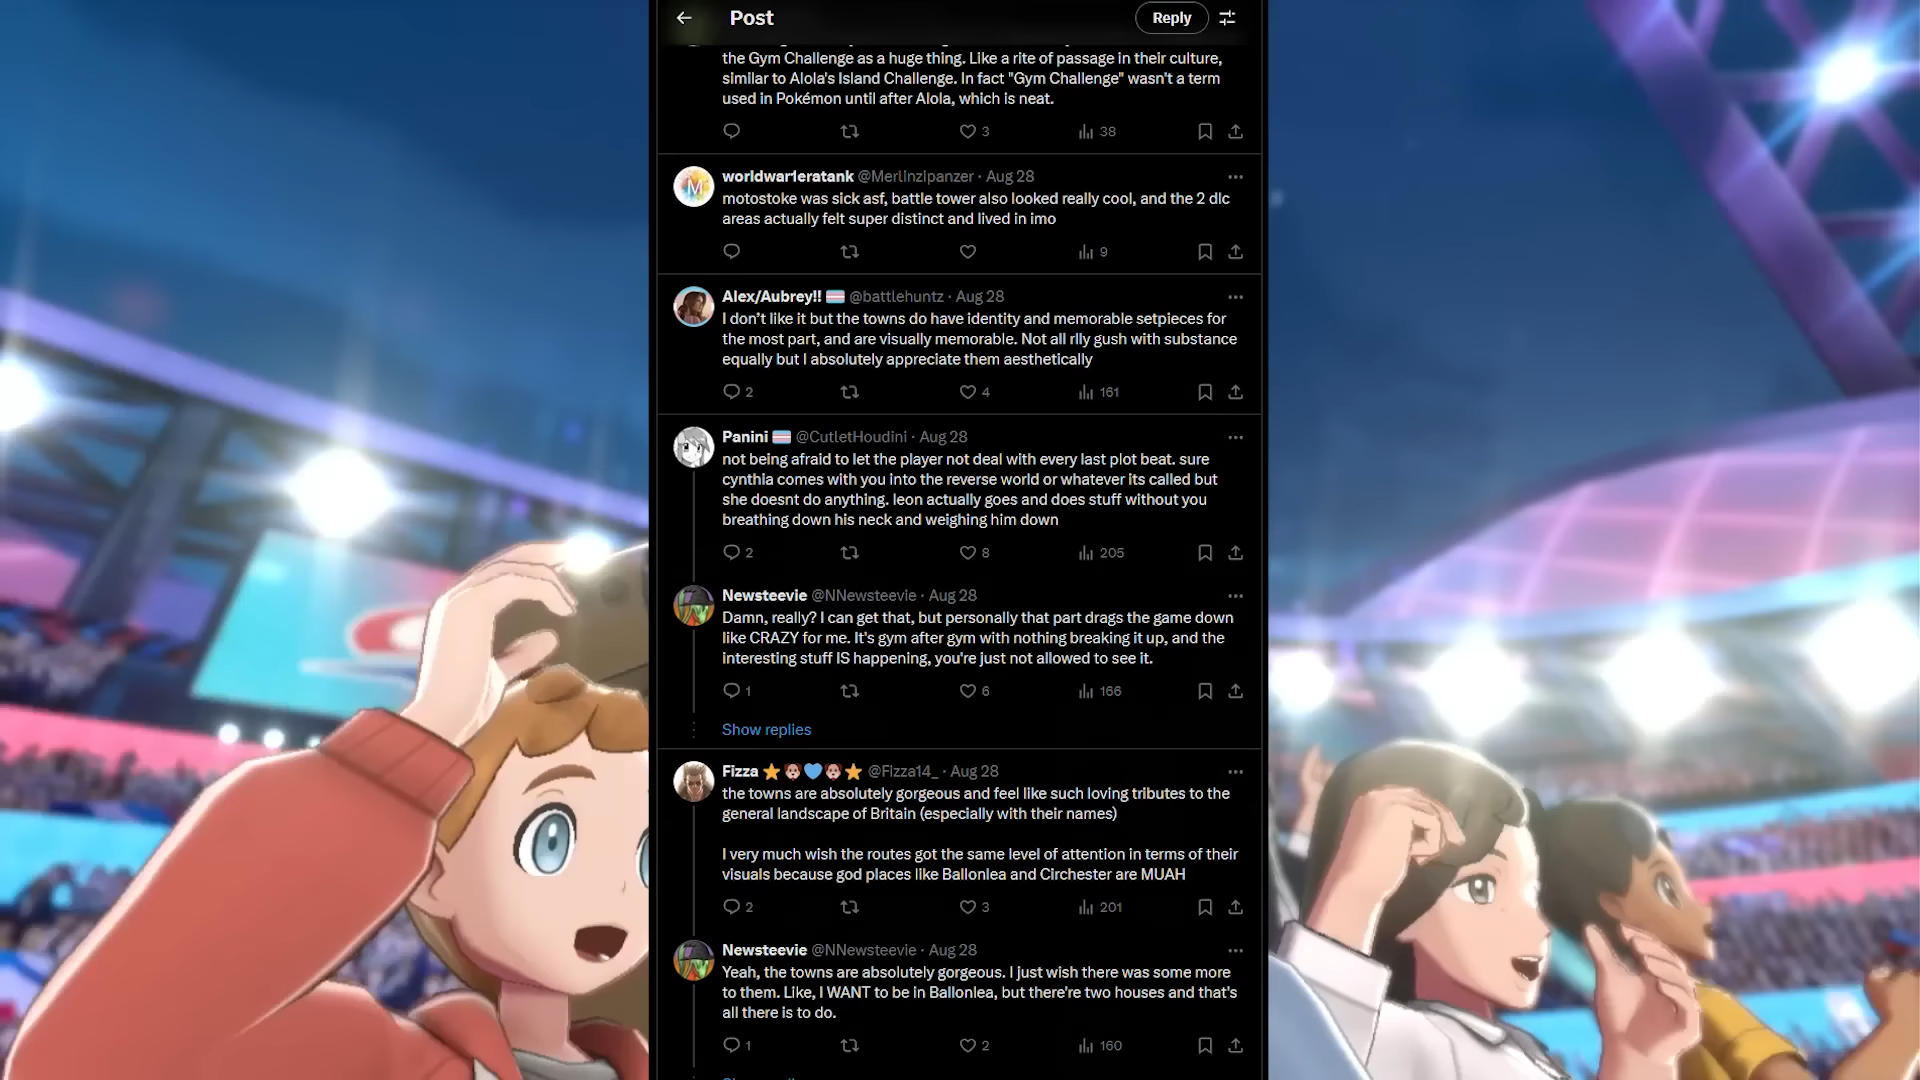 Post
Reply
the Gym Challenge as a huge thing. Like a rite of passage in their culture,
similar to Alola's Island Challenge. In fact "Gym Challenge" wasn't a term
used in Pokémon until after Alola, which is neat.
3 38
worldwar1eratank @Merlinzipanzer · Aug 28
motostoke was sick asf, battle tower also looked really cool, and the 2 dlc
areas actually felt super distinct and lived in imo
9
Alex/Aubrey!! @battlehuntz · Aug 28
I don't like it but the towns do have identity and memorable setpieces for
the most part, and are visually memorable. Not all rlly gush with substance
equally but I absolutely appreciate them aesthetically
2 4 161
Panini @CutletHoudini · Aug 28
not being afraid to let the player not deal with every last plot beat. sure
cynthia comes with you into the reverse world or whatever its called but
she doesnt do anything. leon actually goes and does stuff without you
breathing down his neck and weighing him down
2 8 205
Newsteevie @NNewsteevie · Aug 28
Damn, really? I can get that, but personally that part drags the game down
like CRAZY for me. It's gym after gym with nothing breaking it up, and the
interesting stuff IS happening, you're just not allowed to see it.
1 6 166
Show replies
Fizza @Fizza14_ · Aug 28
the towns are absolutely gorgeous and feel like such loving tributes to the
general landscape of Britain (especially with their names)
I very much wish the routes got the same level of attention in terms of their
visuals because god places like Ballonlea and Circhester are MUAH
2 3 201
Newsteevie @NNewsteevie · Aug 28
Yeah, the towns are absolutely gorgeous. I just wish there was some more
to them. Like, I WANT to be in Ballonlea, but there're two houses and that's
all there is to do.
1 2 160